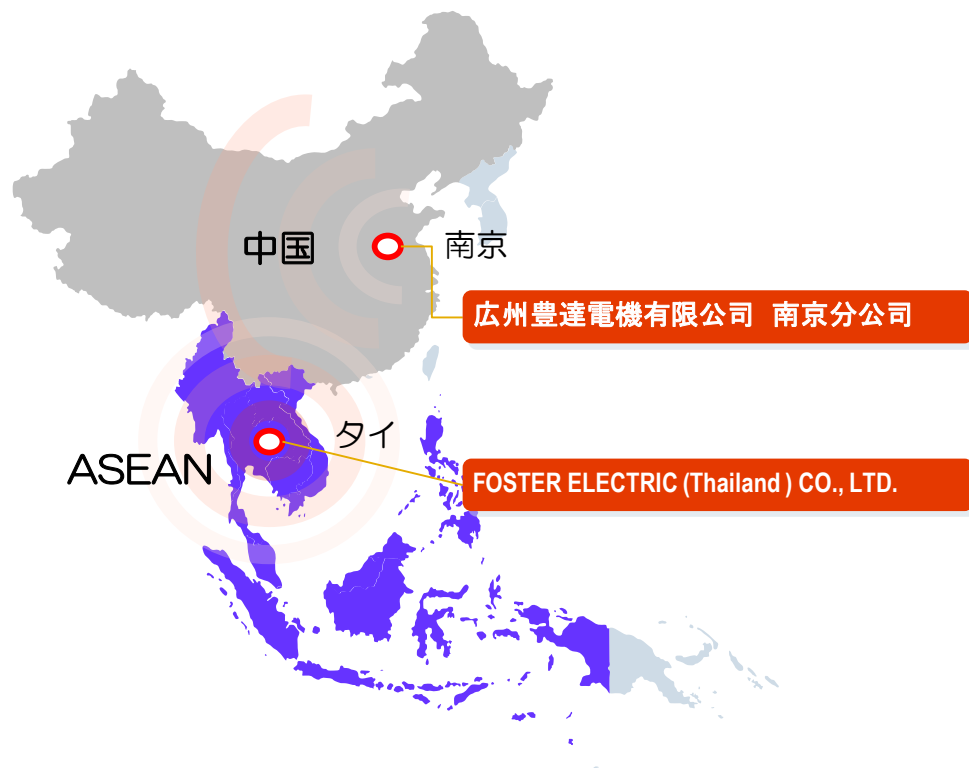 中国
南京
広州豊達電機有限公司 南京分公司
タイ
ASEAN
FOSTER ELECTRIC (Thailand ) CO., LTD.